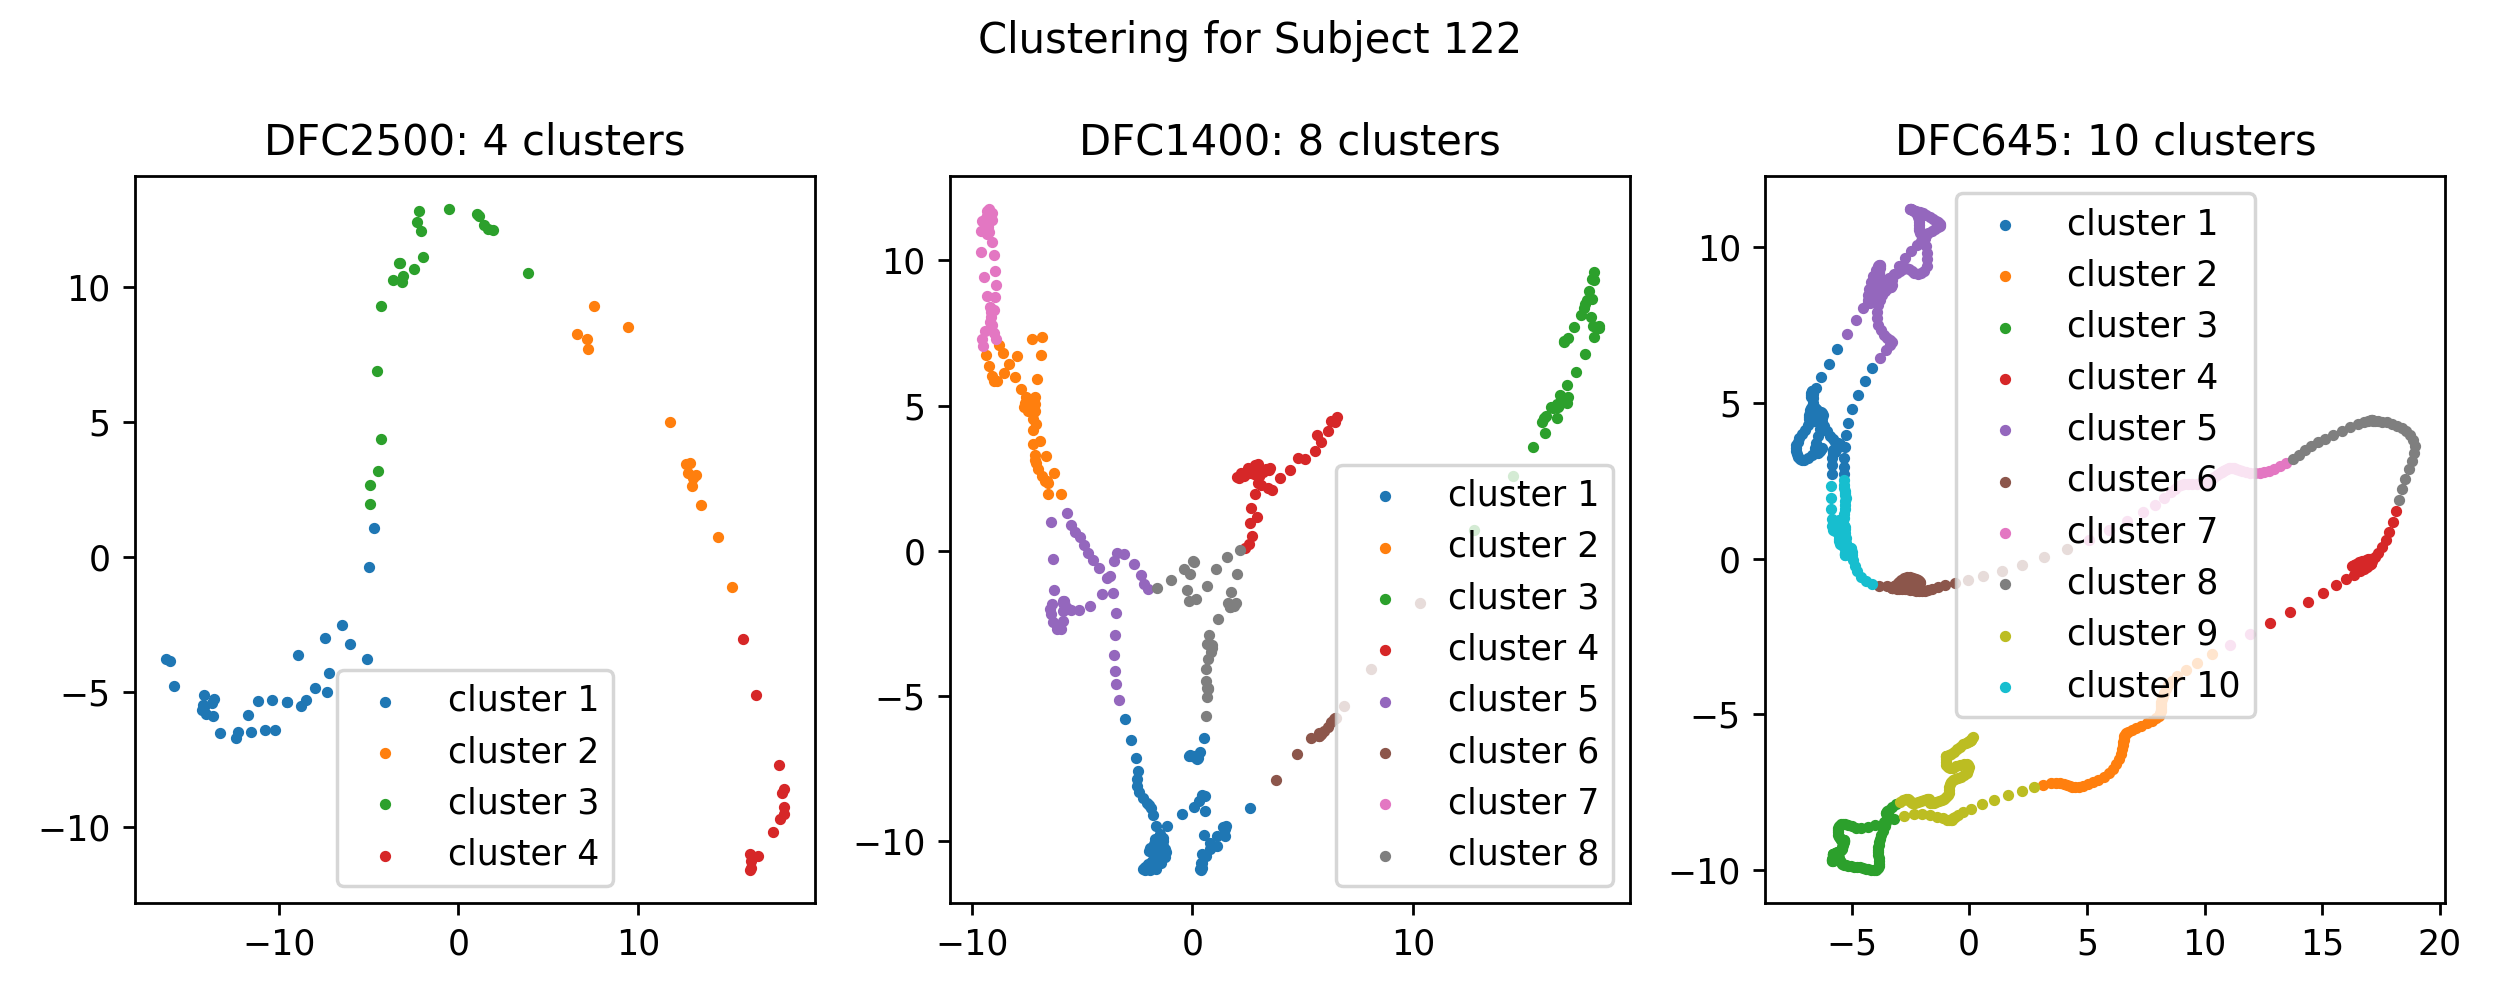 Clustering for Subject 122
DFC2500: 4 clusters
10
5
0
−5
−10
−10
0
10
cluster 1
cluster 2
cluster 3
cluster 4
DFC1400: 8 clusters
10
5
0
−5
−10
−10
0
10
cluster 1
cluster 2
cluster 3
cluster 4
cluster 5
cluster 6
cluster 7
cluster 8
DFC645: 10 clusters
10
5
0
−5
−10
−5
0
5
10
15
20
cluster 1
cluster 2
cluster 3
cluster 4
cluster 5
cluster 6
cluster 7
cluster 8
cluster 9
cluster 10